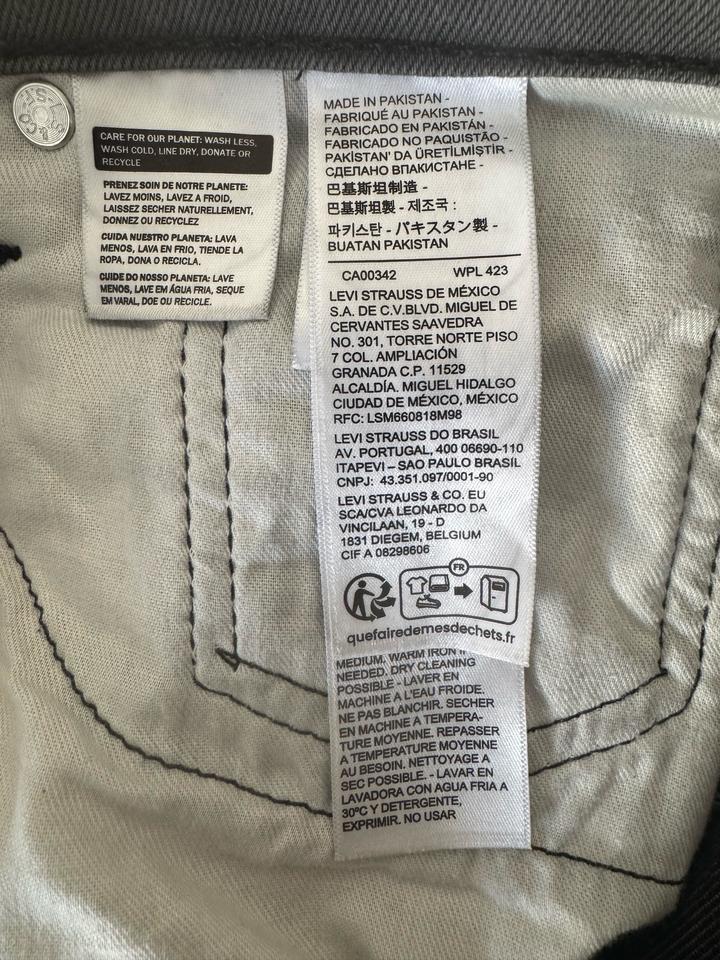 CARE FOR OUR PLANET: WASH LESS,
WASH COLD, LINE DRY, DONATE OR
RECYCLE
PRENEZ SOIN DE NOTRE PLANETE:
LAVEZ MOINS, LAVEZ A FROID,
LAISSEZ SECHER NATURELLEMENT,
DONNEZ OU RECYCLEZ
CUIDA NUESTRO PLANETA: LAVA
MENOS, LAVA EN FRIO, TIENDE LA
ROPA, DONA O RECICLA.
CUIDE DO NOSSO PLANETA: LAVE
MENOS, LAVE EM ÁGUA FRIA, SEQUE
EM VARAL, DOE OU RECICLE.
MADE IN PAKISTAN -
FABRIQUÉ AU PAKISTAN -
FABRICADO EN PAKISTÁN -
FABRICADO NO PAQUISTÃO -
PAKİSTAN' DA ÜRETİLMİŞTİR -
СДЕЛАНО ВПАКИСТАНЕ -
巴基斯坦制造 -
巴基斯坦製 - 제조국 :
파키스탄 - パキスタン製 -
BUATAN PAKISTAN
CA00342 WPL 423
LEVI STRAUSS DE MÉXICO
S.A. DE C.V.BLVD. MIGUEL DE
CERVANTES SAAVEDRA
NO. 301, TORRE NORTE PISO
7 COL. AMPLIACIÓN
GRANADA C.P. 11529
ALCALDÍA. MIGUEL HIDALGO
CIUDAD DE MÉXICO, MÉXICO
RFC: LSM660818M98
LEVI STRAUSS DO BRASIL
AV. PORTUGAL, 400 06690-110
ITAPEVI – SAO PAULO BRASIL
CNPJ: 43.351.097/0001-90
LEVI STRAUSS & CO. EU
SCA/CVA LEONARDO DA
VINCILAAN, 19 - D
1831 DIEGEM, BELGIUM
CIF A 08298606
FR
quefairedemesdechets.fr
MEDIUM. WARM IRON IF
NEEDED. DRY CLEANING
POSSIBLE - LAVER EN
MACHINE A L'EAU FROIDE.
NE PAS BLANCHIR. SECHER
EN MACHINE A TEMPERA-
TURE MOYENNE. REPASSER
A TEMPERATURE MOYENNE
AU BESOIN. NETTOYAGE A
SEC POSSIBLE. - LAVAR EN
LAVADORA CON AGUA FRIA A
30ºC Y DETERGENTE,
EXPRIMIR. NO USAR